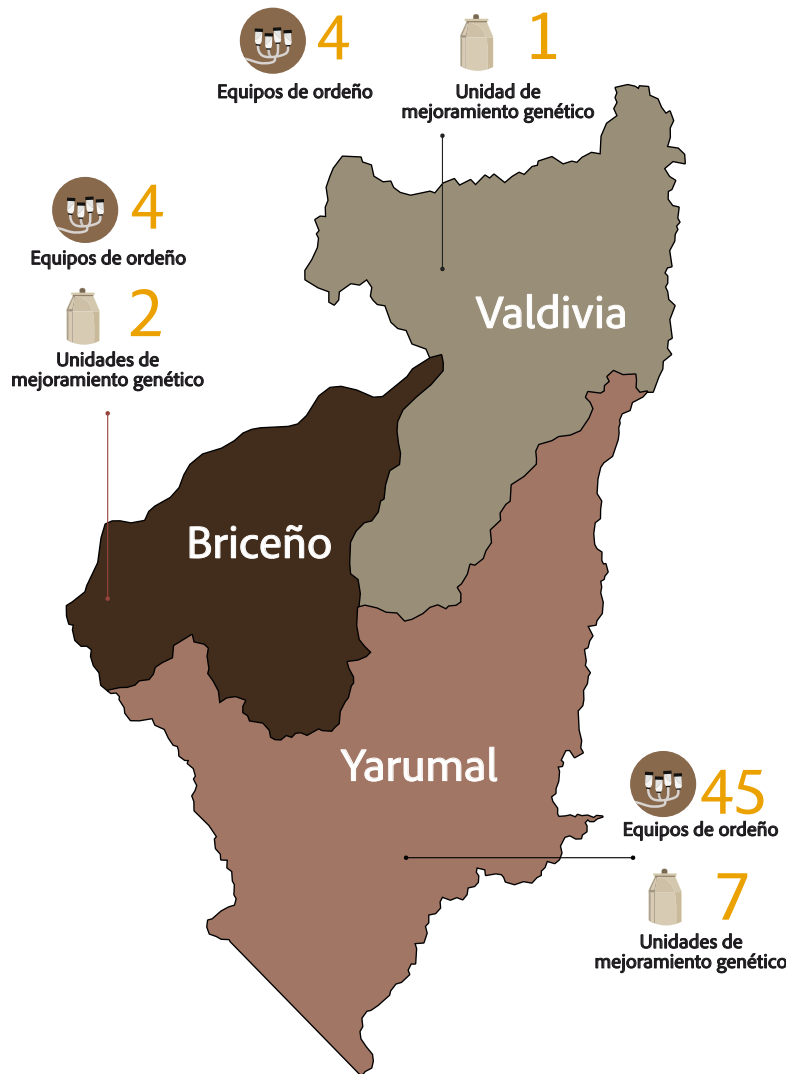 4
Equipos de ordeño
1
Unidad de
mejoramiento genético
4
Equipos de ordeño
2
Unidades de
mejoramiento genético
Valdivia
Briceño
Yarumal
45
Equipos de ordeño
7
Unidades de
mejoramiento genético